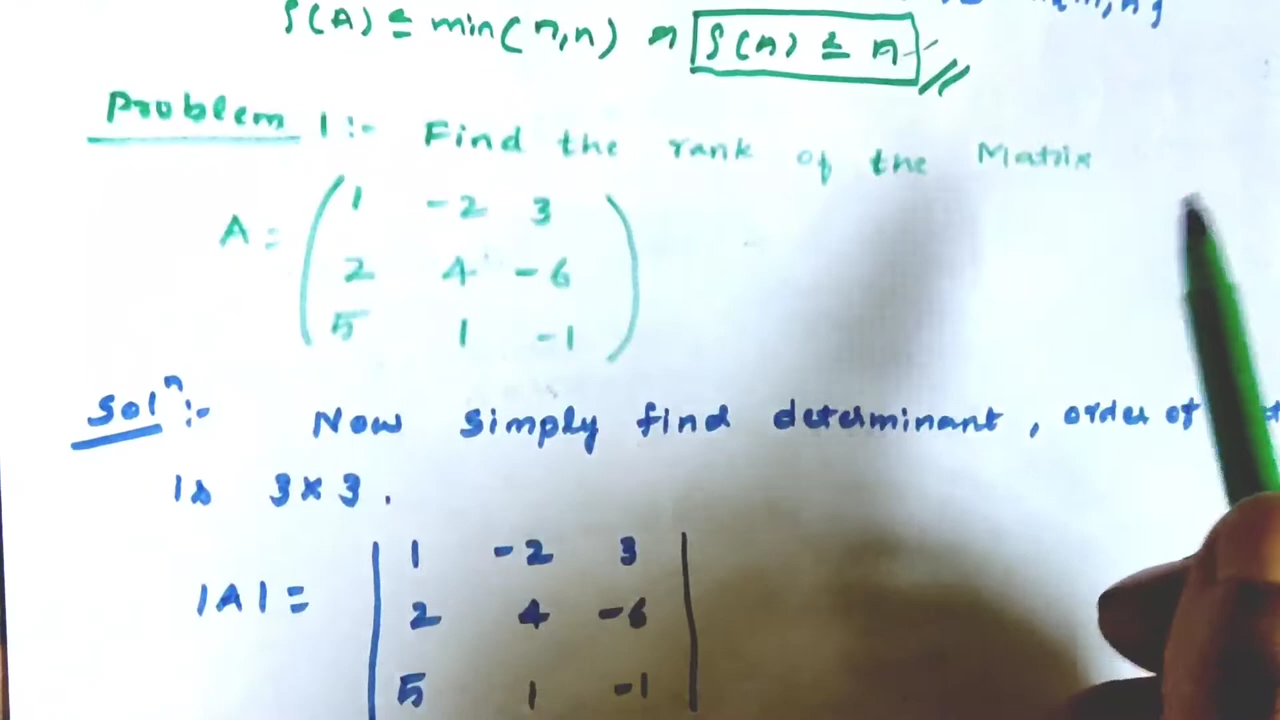 ρ(A) ≤ min(n,n) ⇒ ρ(A) ≤ n
Problem 1:- Find the rank of the Matrix
A = ( 1 -2 3
2 4 -6
5 1 -1 )
Solⁿ:- Now simply find determinant, order of
is 3×3.
|A| = | 1 -2 3 |
| 2 4 -6 |
| 5 1 -1 |